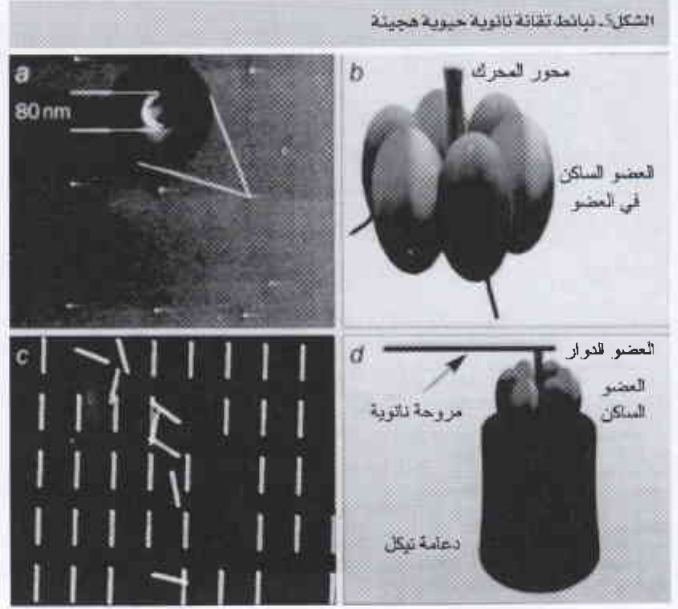 الشكل5. نبائط تقانة نانوية حيوية هجينة
a
80 nm
b
محور المحرك
العضو الساكن
في العضو
c
d
العضو الدوار
العضو
الساكن
مروحة نانوية
دعامة نيكل